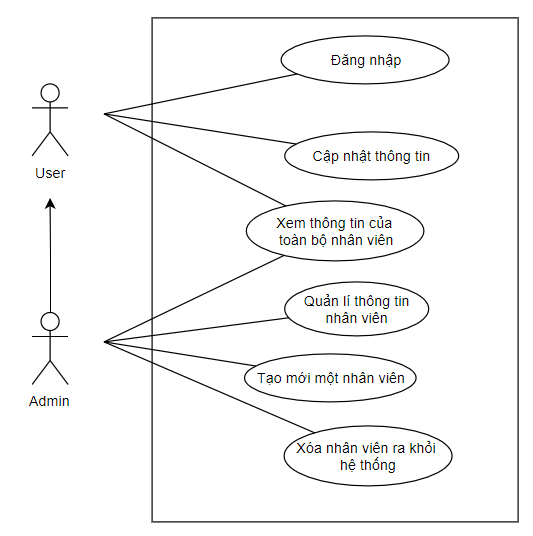 Đăng nhập
Cập nhật thông tin
User
Xem thông tin của
toàn bộ nhân viên
Quản lí thông tin
nhân viên
Tạo mới một nhân viên
Admin
Xóa nhân viên ra khỏi
hệ thống